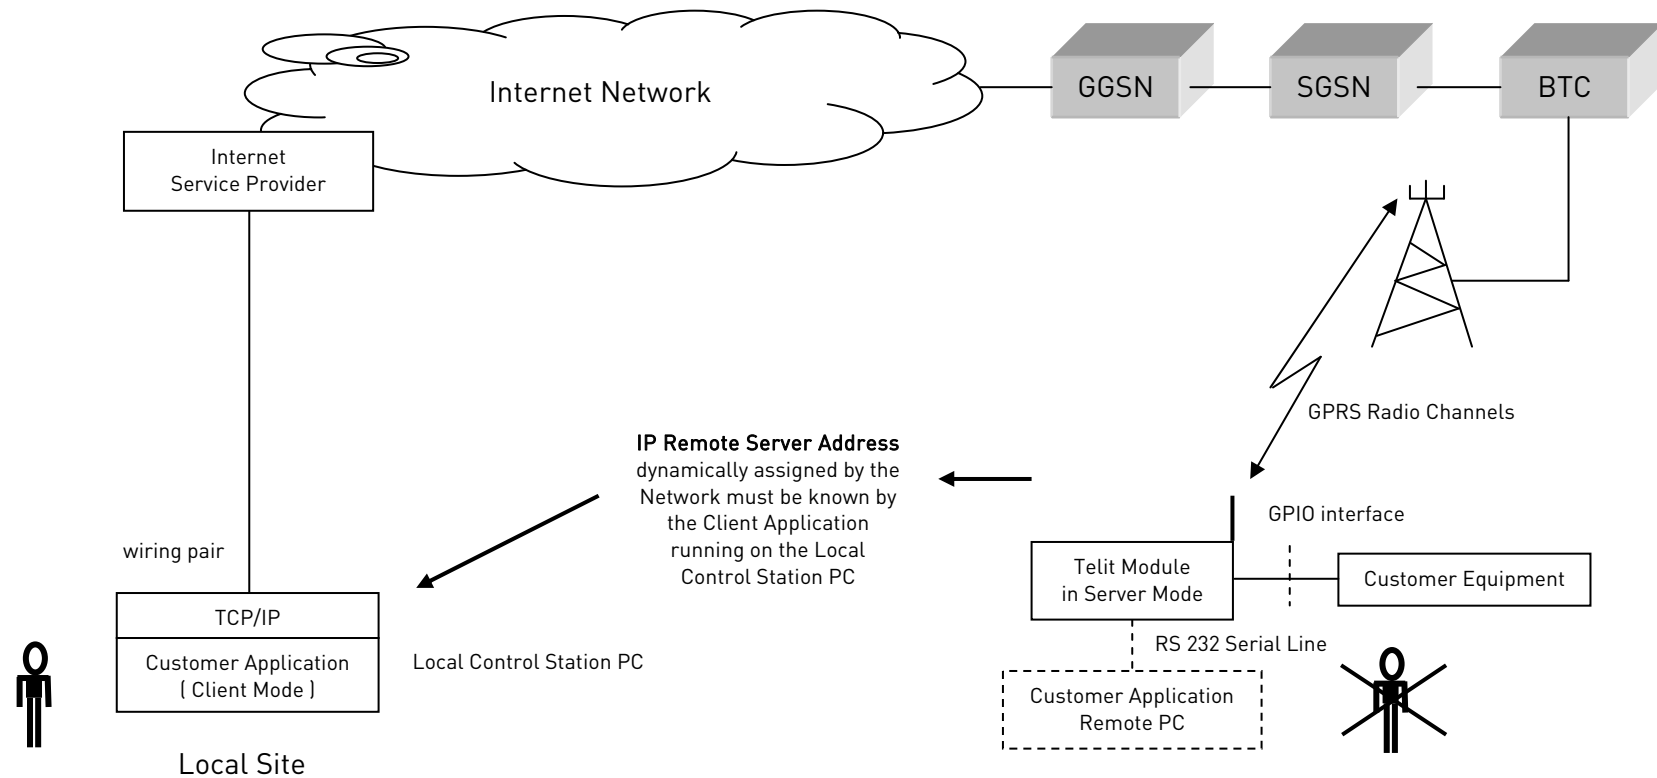 Internet Network
GGSN
SGSN
BTC
Internet
Service Provider
GPRS Radio Channels
IP Remote Server Address
dynamically assigned by the
Network must be known by
the Client Application
running on the Local
Control Station PC
GPIO interface
wiring pair
Telit Module
in Server Mode
Customer Equipment
TCP/IP
Customer Application
( Client Mode )
Local Control Station PC
RS 232 Serial Line
Customer Application
Remote PC
Local Site